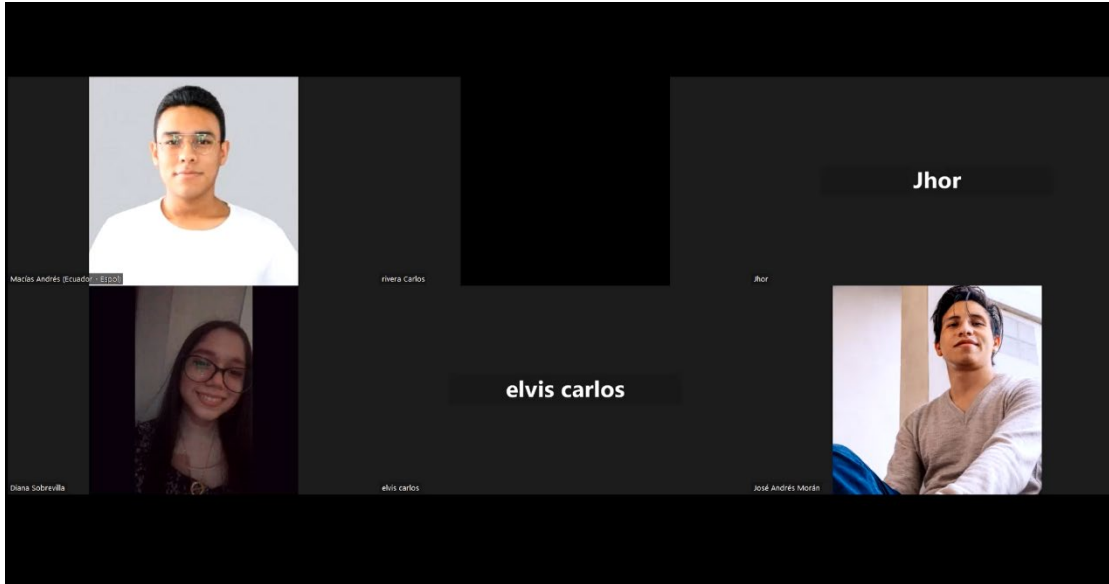 Jhor
Macías Andrés (Ecuador - Espol)
rivera Carlos
Jhor
elvis carlos
Diana Sobrevilla
elvis carlos
José Andrés Morán